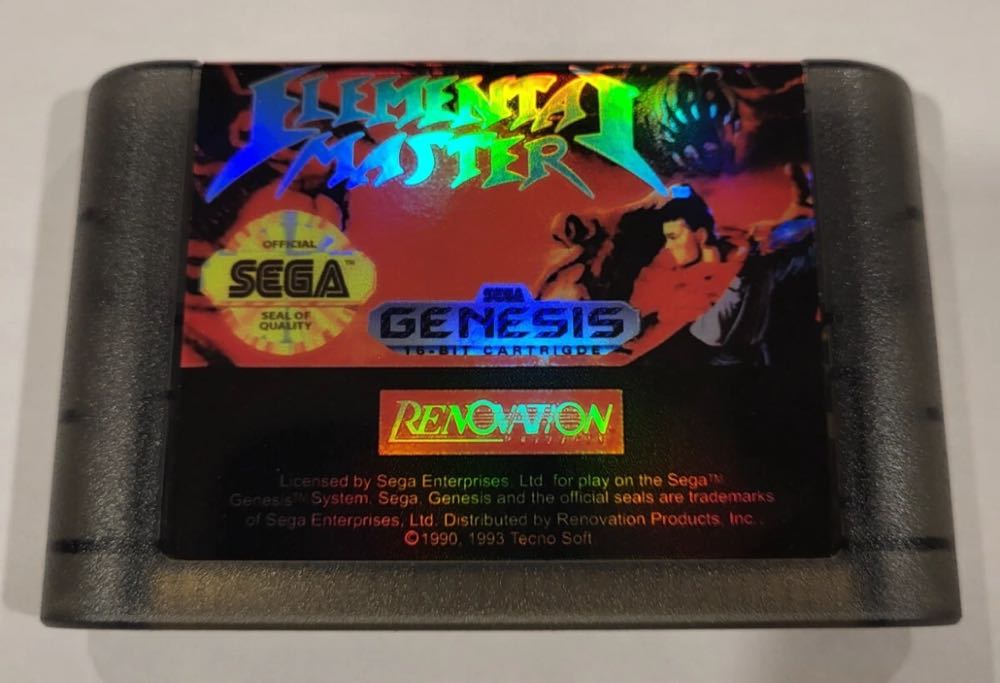 ELEMENTAL
MASTER
OFFICIAL
SEGA™
SEAL OF
QUALITY
SEGA
GENESIS
16-BIT CARTRIGDE
RENOVATION
Licensed by Sega Enterprises, Ltd. for play on the Sega™
Genesis™ System. Sega, Genesis and the official seals are trademarks
of Sega Enterprises, Ltd. Distributed by Renovation Products, Inc..
©1990, 1993 Tecno Soft